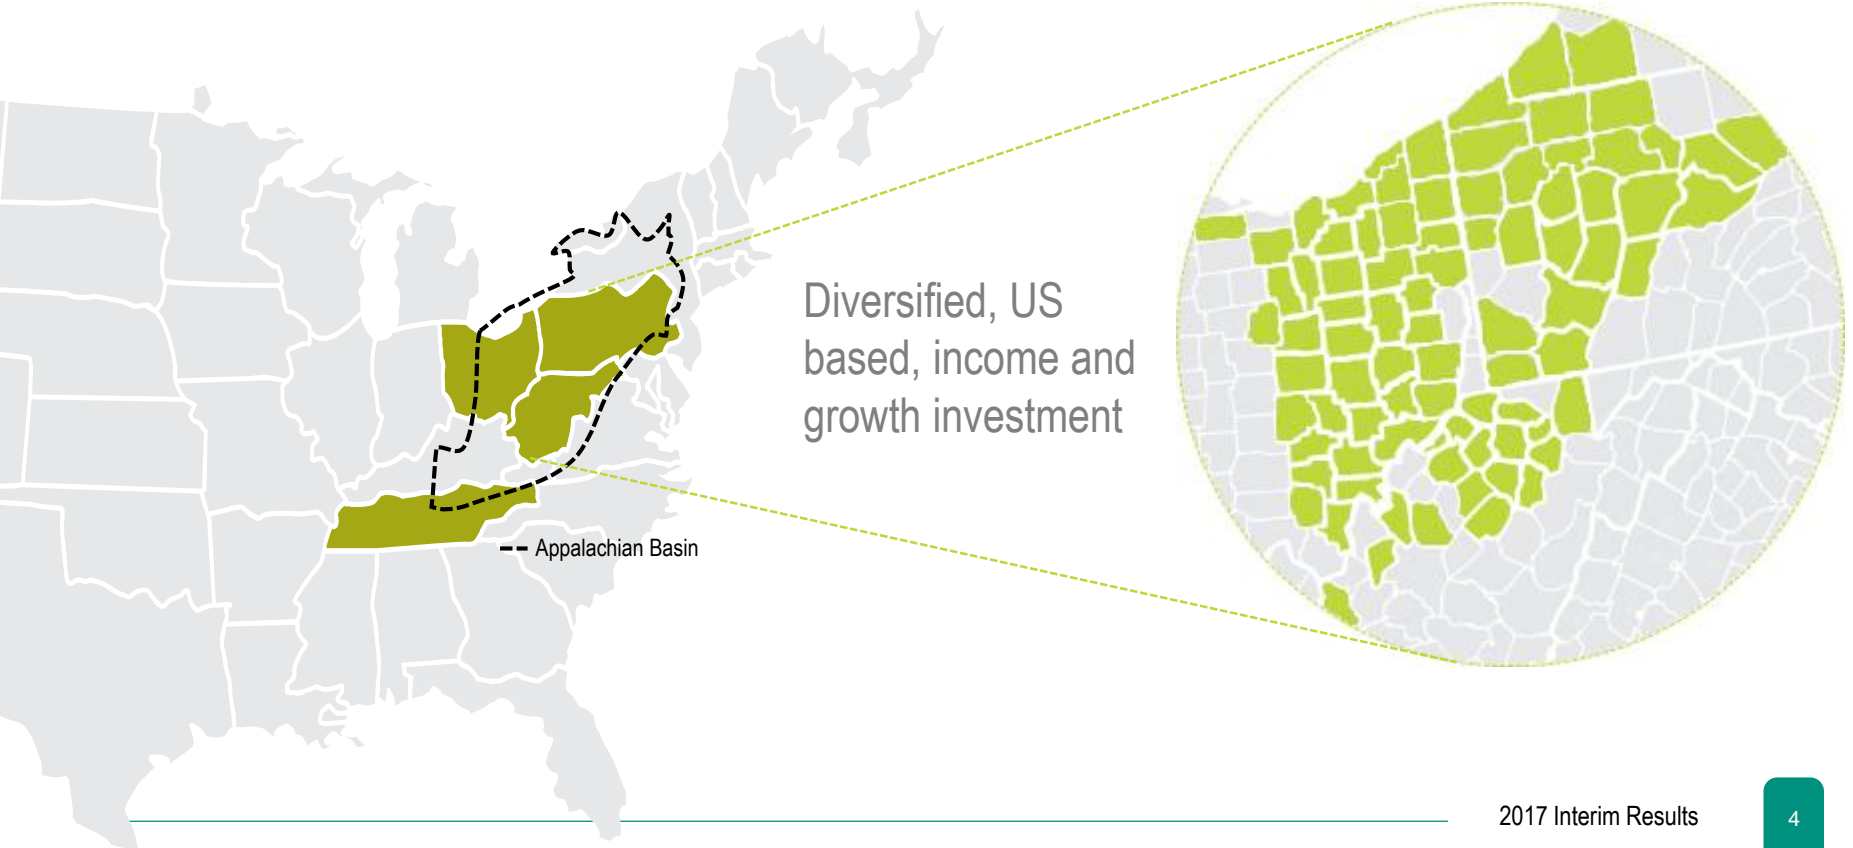 Diversified, US
based, income and
growth investment
Appalachian Basin
2017 Interim Results
4